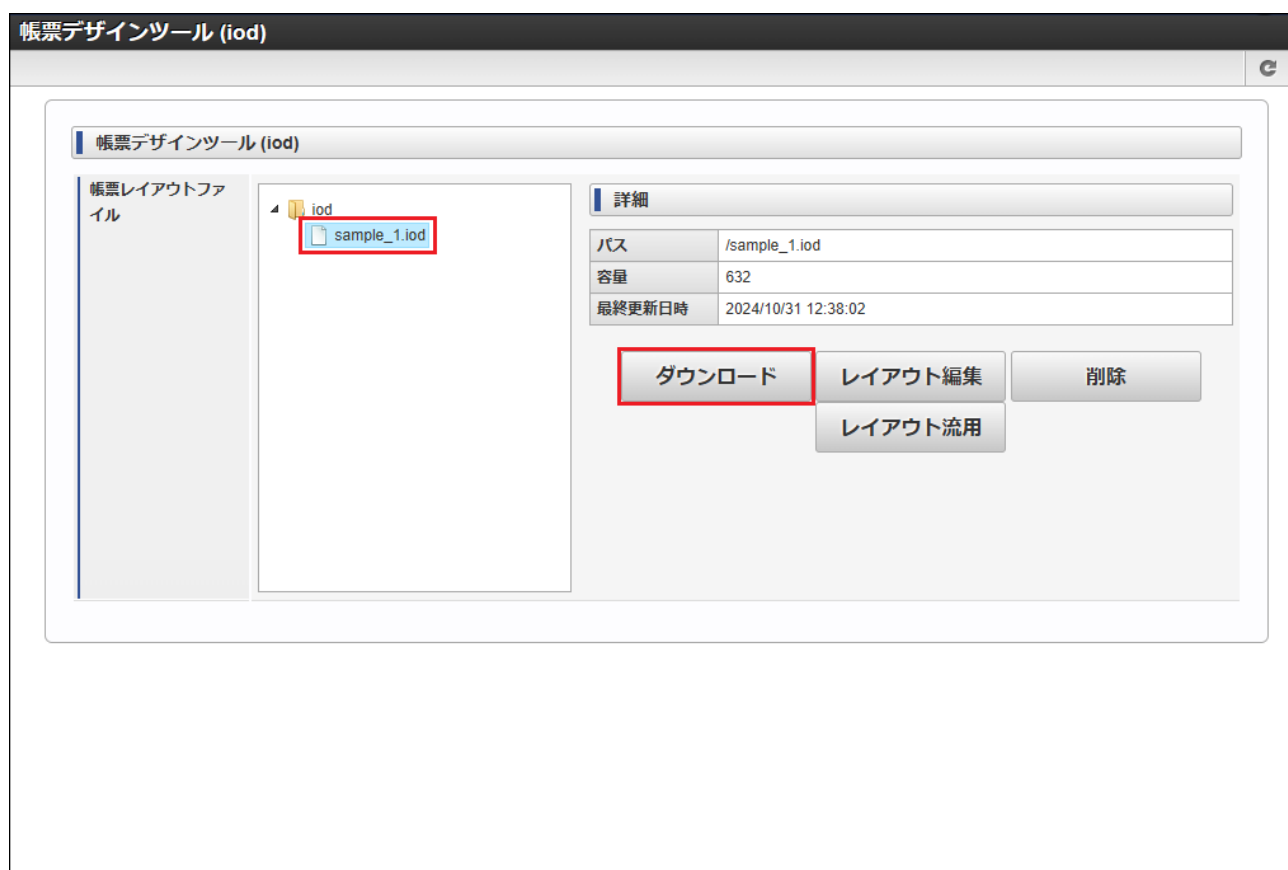 帳票デザインツール (iod)
帳票デザインツール (iod)
帳票レイアウトファ
イル
iod
sample_1.iod
詳細
パス /sample_1.iod
容量 632
最終更新日時 2024/10/31 12:38:02
ダウンロード レイアウト編集 削除
レイアウト流用